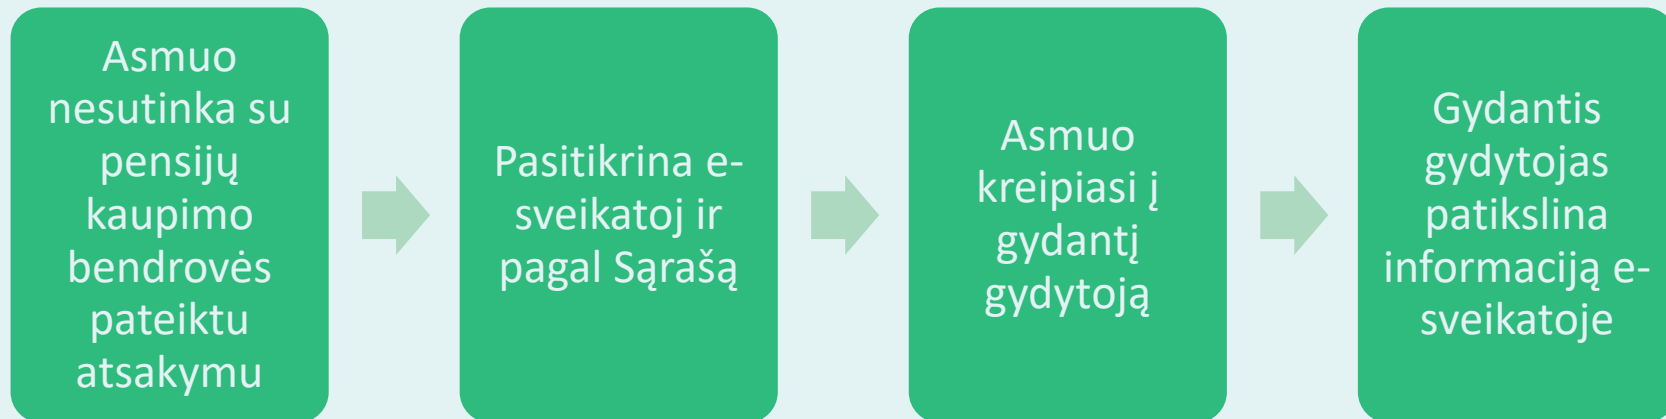 Asmuo
nesutinka su
pensijų
kaupimo
bendrovės
pateiktu
atsakymu
Pasitikrina e-
sveikatoj ir
pagal Sąrašą
Asmuo
kreipiasi į
gydantį
gydytoją
Gydantis
gydytojas
patikslina
informaciją e-
sveikatoje